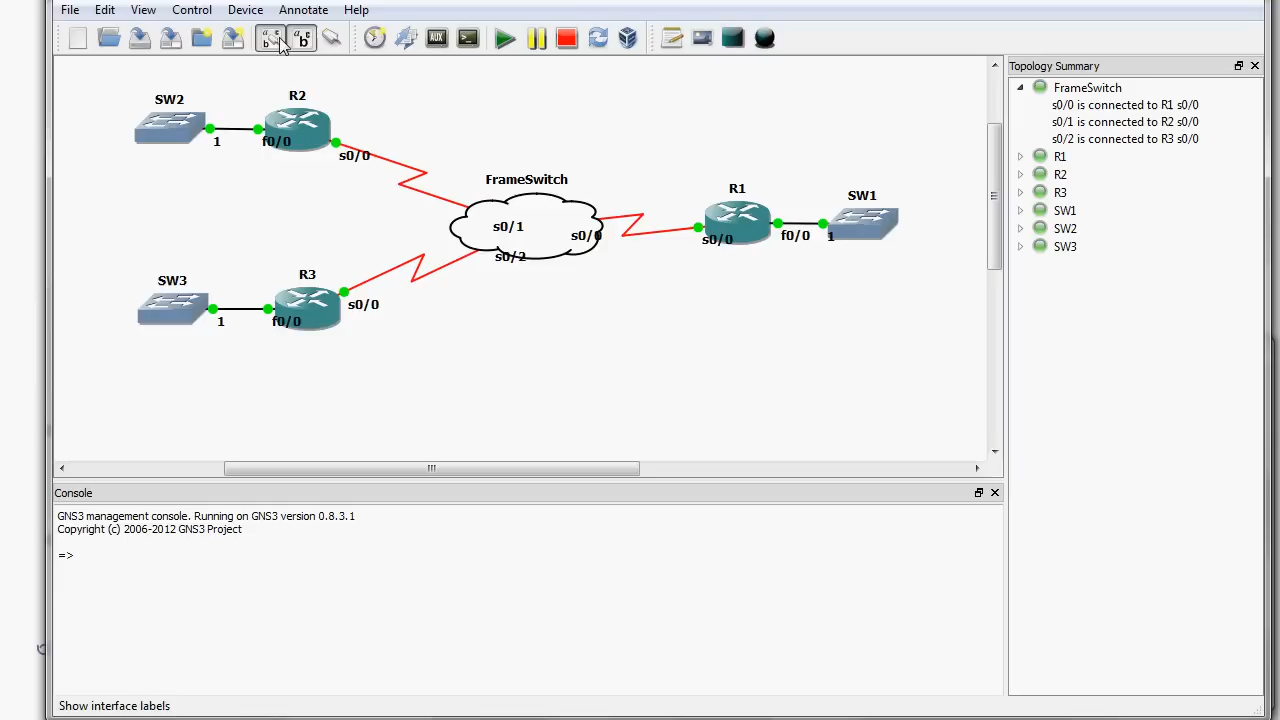 File Edit View Control Device Annotate Help
AUX
Topology Summary
FrameSwitch
s0/0 is connected to R1 s0/0
s0/1 is connected to R2 s0/0
s0/2 is connected to R3 s0/0
R1
R2
R3
SW1
SW2
SW3
SW2
R2
1
f0/0
s0/0
FrameSwitch
s0/1
s0/0
s0/2
R1
SW1
s0/0
f0/0
1
SW3
R3
1
f0/0
s0/0
Console
GNS3 management console. Running on GNS3 version 0.8.3.1
Copyright (c) 2006-2012 GNS3 Project
=>
Show interface labels